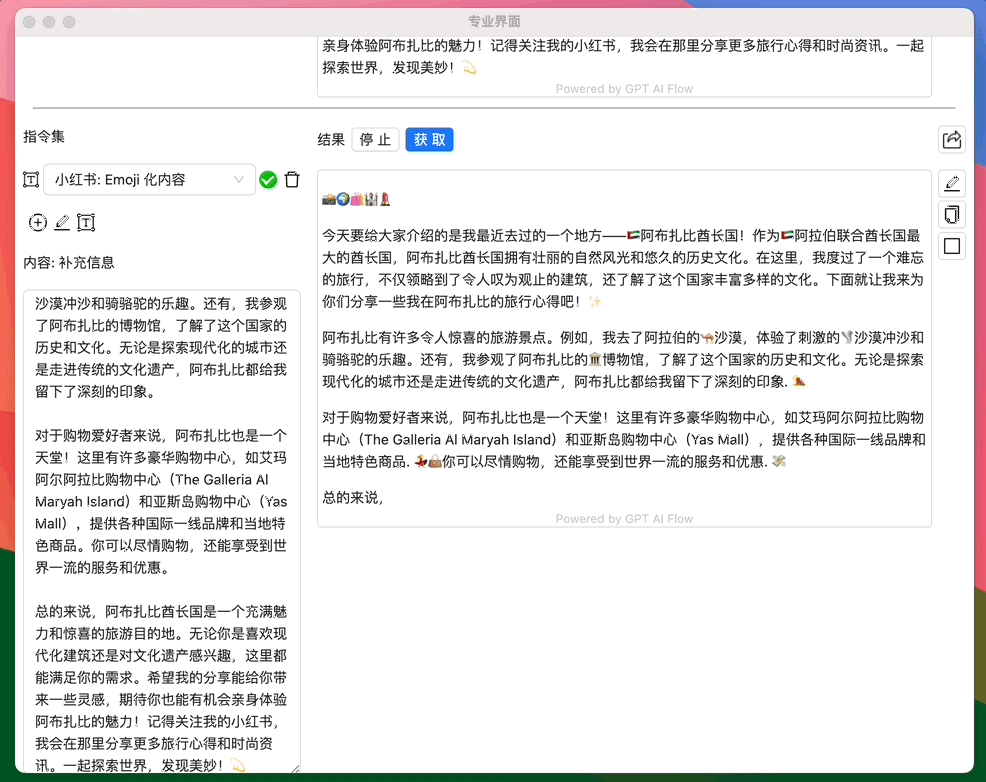 专业界面
亲身体验阿布扎比的魅力！记得关注我的小红书，我会在那里分享更多旅行心得和时尚资讯。一起
探索世界，发现美妙！💫
Powered by GPT AI Flow
指令集
小红书: Emoji 化内容
内容: 补充信息
沙漠冲沙和骑骆驼的乐趣。还有，我参观
了阿布扎比的博物馆，了解了这个国家的
历史和文化。无论是探索现代化的城市还
是走进传统的文化遗产，阿布扎比都给我
留下了深刻的印象。
对于购物爱好者来说，阿布扎比也是一个
天堂！这里有许多豪华购物中心，如艾玛
阿尔阿拉比购物中心（The Galleria Al
Maryah Island）和亚斯岛购物中心（Yas
Mall），提供各种国际一线品牌和当地特
色商品。你可以尽情购物，还能享受到世
界一流的服务和优惠。
总的来说，阿布扎比酋长国是一个充满魅
力和惊喜的旅游目的地。无论你是喜欢现
代化建筑还是对文化遗产感兴趣，这里都
能满足你的需求。希望我的分享能给你带
来一些灵感，期待你也能有机会亲身体验
阿布扎比的魅力！记得关注我的小红书，
我会在那里分享更多旅行心得和时尚资
讯。一起探索世界，发现美妙！💫
结果 停 止 获 取
今天要给大家介绍的是我最近去过的一个地方——🇦🇪阿布扎比酋长国！作为🇦🇪阿拉伯联合酋长国最
大的酋长国，阿布扎比酋长国拥有壮丽的自然风光和悠久的历史文化。在这里，我度过了一个难忘
的旅行，不仅领略到了令人叹为观止的建筑，还了解了这个国家丰富多样的文化。下面就让我来为
你们分享一些我在阿布扎比的旅行心得吧！✨
阿布扎比有许多令人惊喜的旅游景点。例如，我去了阿拉伯的🐪沙漠，体验了刺激的沙漠冲沙和
骑骆驼的乐趣。还有，我参观了阿布扎比的🏛博物馆，了解了这个国家的历史和文化。无论是探索
现代化的城市还是走进传统的文化遗产，阿布扎比都给我留下了深刻的印象.
对于购物爱好者来说，阿布扎比也是一个天堂！这里有许多豪华购物中心，如艾玛阿尔阿拉比购物
中心（The Galleria Al Maryah Island）和亚斯岛购物中心（Yas Mall），提供各种国际一线品牌和
当地特色商品. 💃👜你可以尽情购物，还能享受到世界一流的服务和优惠. 💸
总的来说，
Powered by GPT AI Flow